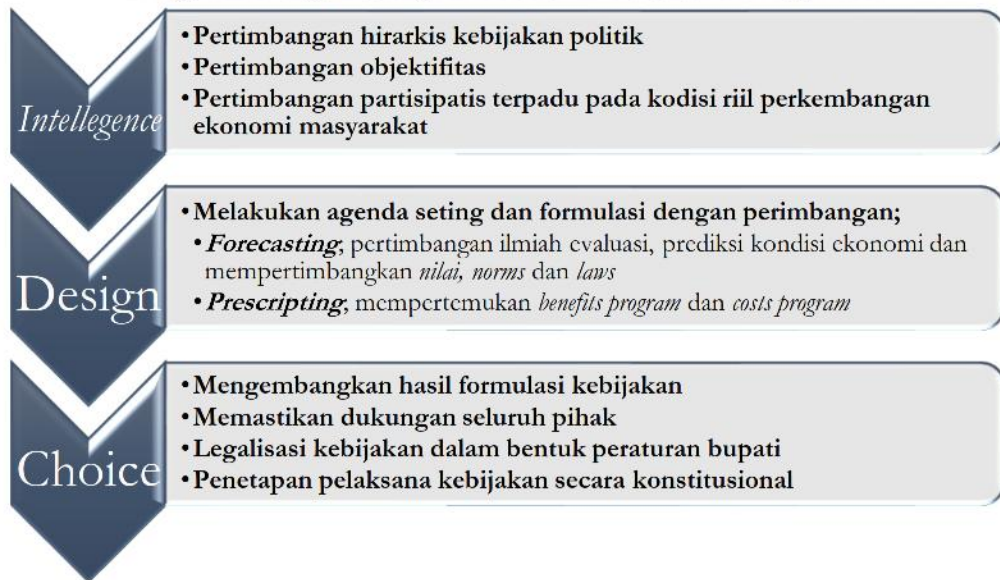 Intellegence
• Pertimbangan hirarkis kebijakan politik
• Pertimbangan objektifitas
• Pertimbangan partisipatis terpadu pada kodisi riil perkembangan
ekonomi masyarakat
Design
• Melakukan agenda seting dan formulasi dengan perimbangan;
• Forecasting; pertimbangan ilmiah evaluasi, prediksi kondisi ekonomi dan
mempertimbangkan nilai, norms dan laws
• Prescripting; mempertemukan benefits program dan costs program
Choice
• Mengembangkan hasil formulasi kebijakan
• Memastikan dukungan seluruh pihak
• Legalisasi kebijakan dalam bentuk peraturan bupati
• Penetapan pelaksana kebijakan secara konstitusional